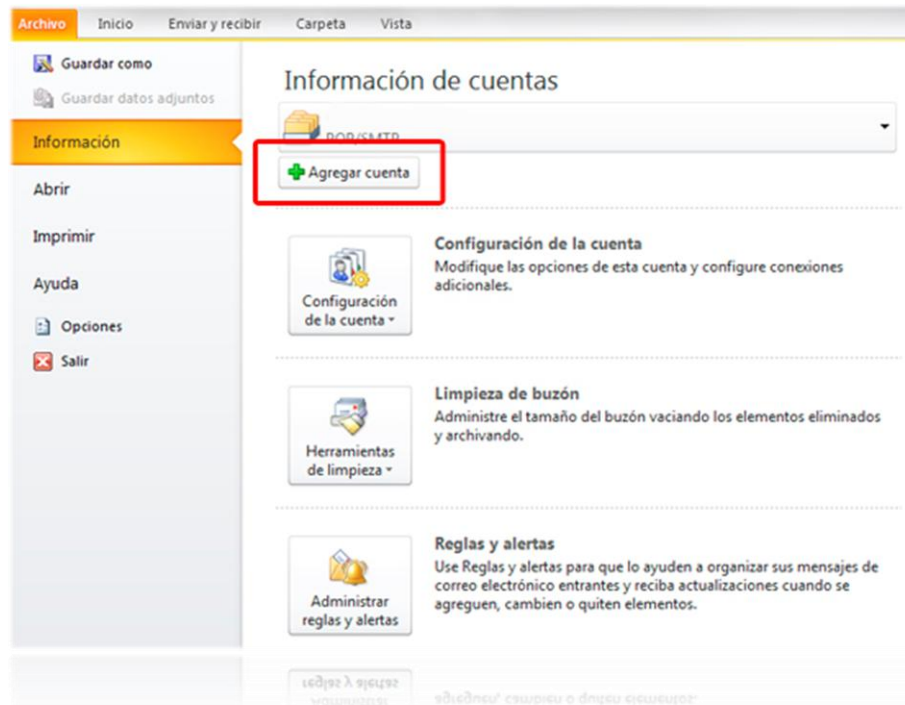 Archivo Inicio Enviar y recibir Carpeta Vista
Guardar como
Guardar datos adjuntos
Información
Abrir
Imprimir
Ayuda
Opciones
Salir
Información de cuentas
POP/SMTP
Agregar cuenta
Configuración
de la cuenta
Configuración de la cuenta
Modifique las opciones de esta cuenta y configure conexiones
adicionales.
Herramientas
de limpieza
Limpieza de buzón
Administre el tamaño del buzón vaciando los elementos eliminados
y archivando.
Administrar
reglas y alertas
Reglas y alertas
Use Reglas y alertas para que lo ayuden a organizar sus mensajes de
correo electrónico entrantes y reciba actualizaciones cuando se
agreguen, cambien o quiten elementos.